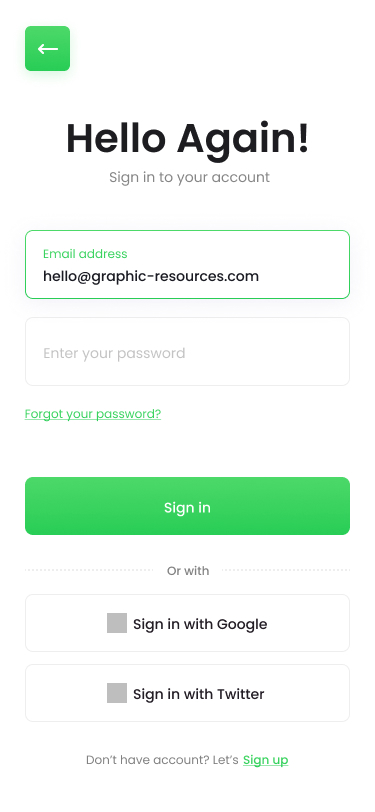 Hello Again!
Sign in to your account
Email address
hello@graphic-resources.com
Enter your password
Forgot your password?
Sign in
Or with
Sign in with Google
Sign in with Twitter
Don’t have account? Let’s Sign up